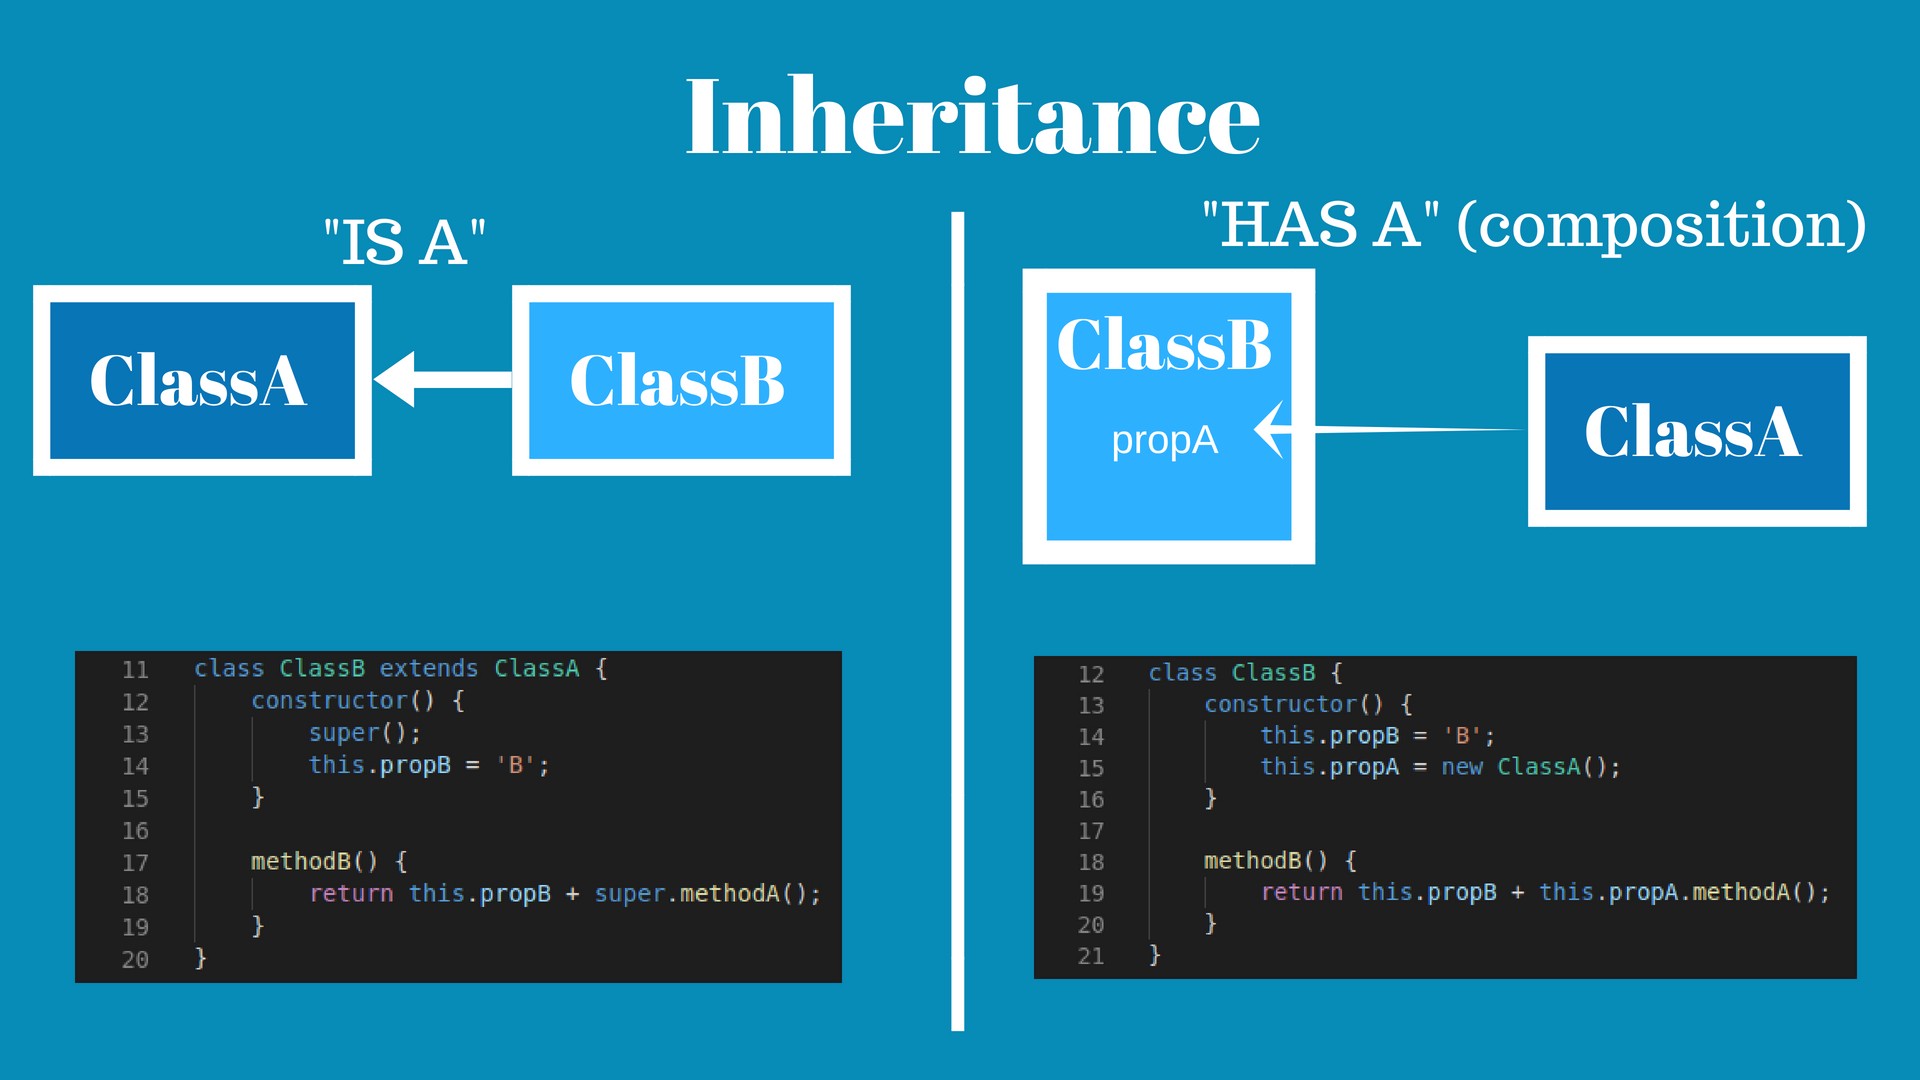 Inheritance
"IS A"
ClassA
ClassB
11 class ClassB extends ClassA {
12     constructor() {
13         super();
14         this.propB = 'B';
15     }
16
17     methodB() {
18         return this.propB + super.methodA();
19     }
20 }
"HAS A" (composition)
ClassB
propA
ClassA
12 class ClassB {
13     constructor() {
14         this.propB = 'B';
15         this.propA = new ClassA();
16     }
17
18     methodB() {
19         return this.propB + this.propA.methodA();
20     }
21 }